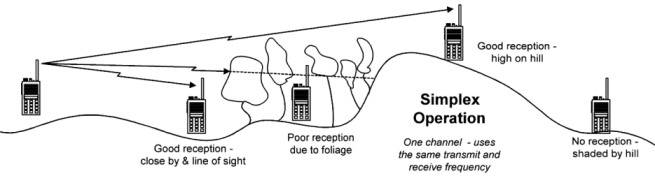 Good reception -
high on hill
Simplex
Operation
One channel - uses
the same transmit and
receive frequency
Good reception -
close by & line of sight
Poor reception
due to foliage
No reception -
shaded by hill